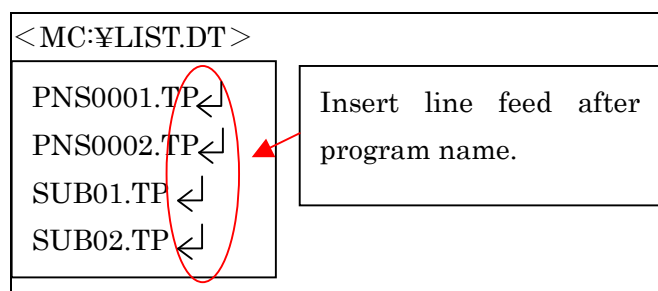 ＜MC:¥LIST.DT＞
PNS0001.TP↲
PNS0002.TP↲
SUB01.TP ↲
SUB02.TP ↲
Insert line feed after
program name.